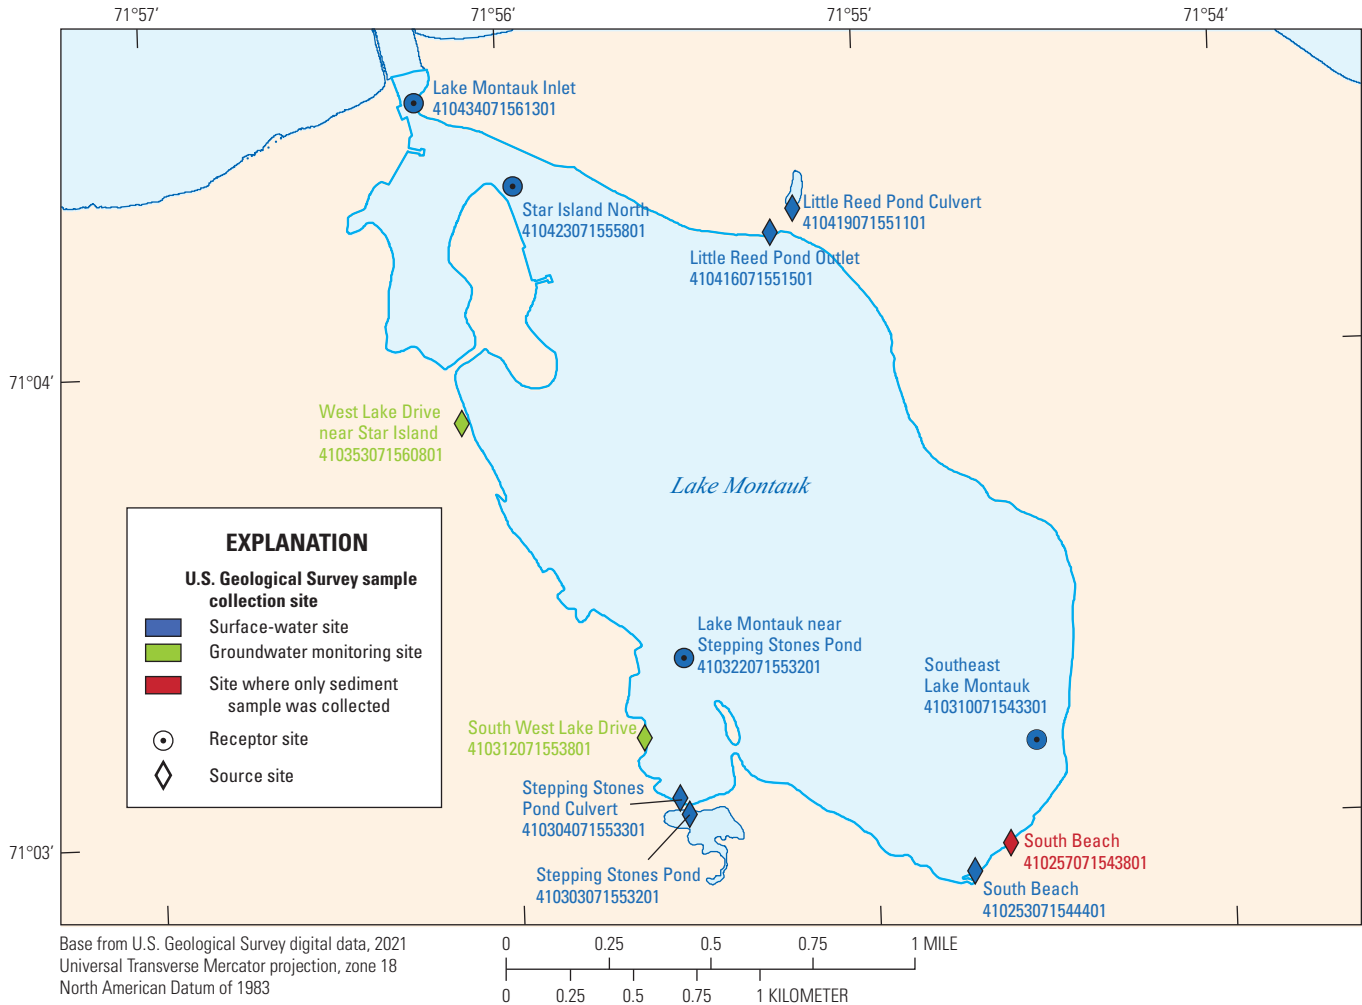 71°57′ 71°56′ 71°55′ 71°54′
Lake Montauk Inlet
410434071561301
Star Island North
410423071555801
Little Reed Pond Culvert
410419071551101
Little Reed Pond Outlet
410416071551501
71°04′
West Lake Drive
near Star Island
410353071560801
Lake Montauk
EXPLANATION
U.S. Geological Survey sample
collection site
Surface-water site
Groundwater monitoring site
Site where only sediment
sample was collected
Receptor site
Source site
Lake Montauk near
Stepping Stones Pond
410322071553201
Southeast
Lake Montauk
410310071543301
South West Lake Drive
410312071553801
Stepping Stones
Pond Culvert
410304071553301
71°03′
Stepping Stones Pond
410303071553201
South Beach
410257071543801
South Beach
410253071544401
Base from U.S. Geological Survey digital data, 2021
Universal Transverse Mercator projection, zone 18
North American Datum of 1983
0 0.25 0.5 0.75 1 MILE
0 0.25 0.5 0.75 1 KILOMETER